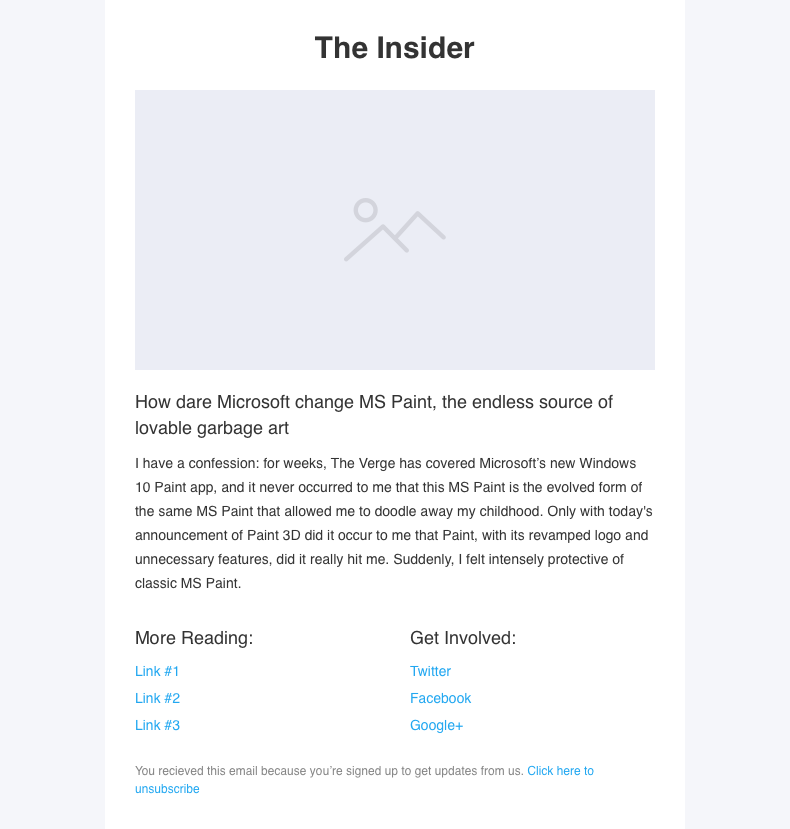 The Insider
How dare Microsoft change MS Paint, the endless source of
lovable garbage art
I have a confession: for weeks, The Verge has covered Microsoft’s new Windows
10 Paint app, and it never occurred to me that this MS Paint is the evolved form of
the same MS Paint that allowed me to doodle away my childhood. Only with today's
announcement of Paint 3D did it occur to me that Paint, with its revamped logo and
unnecessary features, did it really hit me. Suddenly, I felt intensely protective of
classic MS Paint.
More Reading:
Link #1
Link #2
Link #3
Get Involved:
Twitter
Facebook
Google+
You recieved this email because you’re signed up to get updates from us. Click here to
unsubscribe